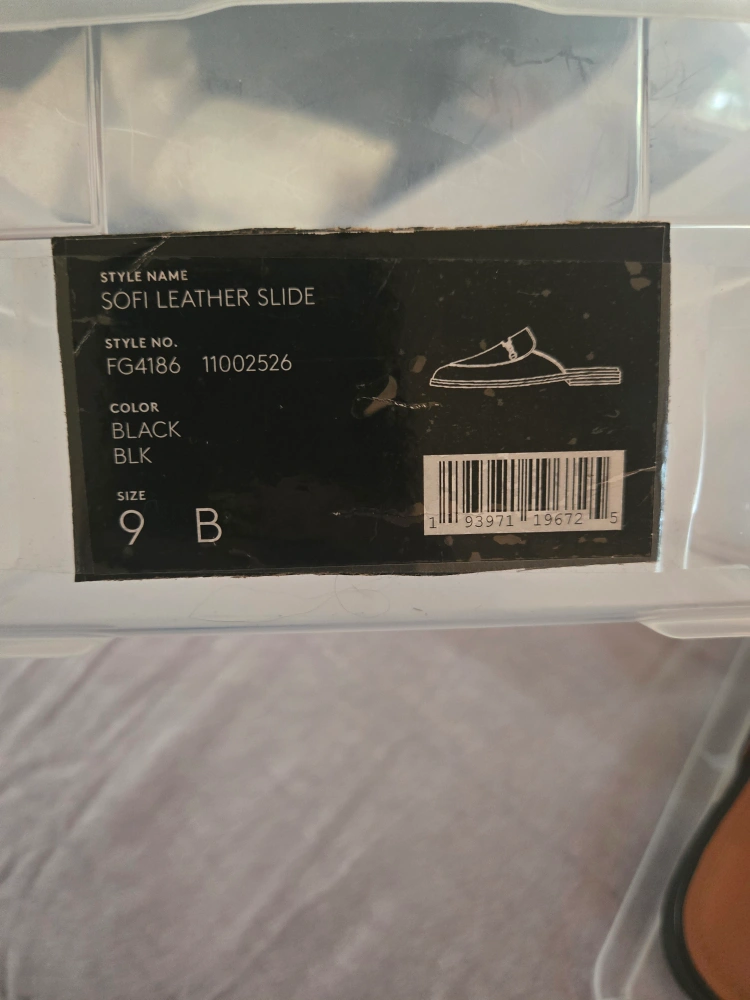 STYLE NAME
SOFI LEATHER SLIDE
STYLE NO.
FG4186 11002526
COLOR
BLACK
BLK
SIZE
9 B
1 93971 19672 5